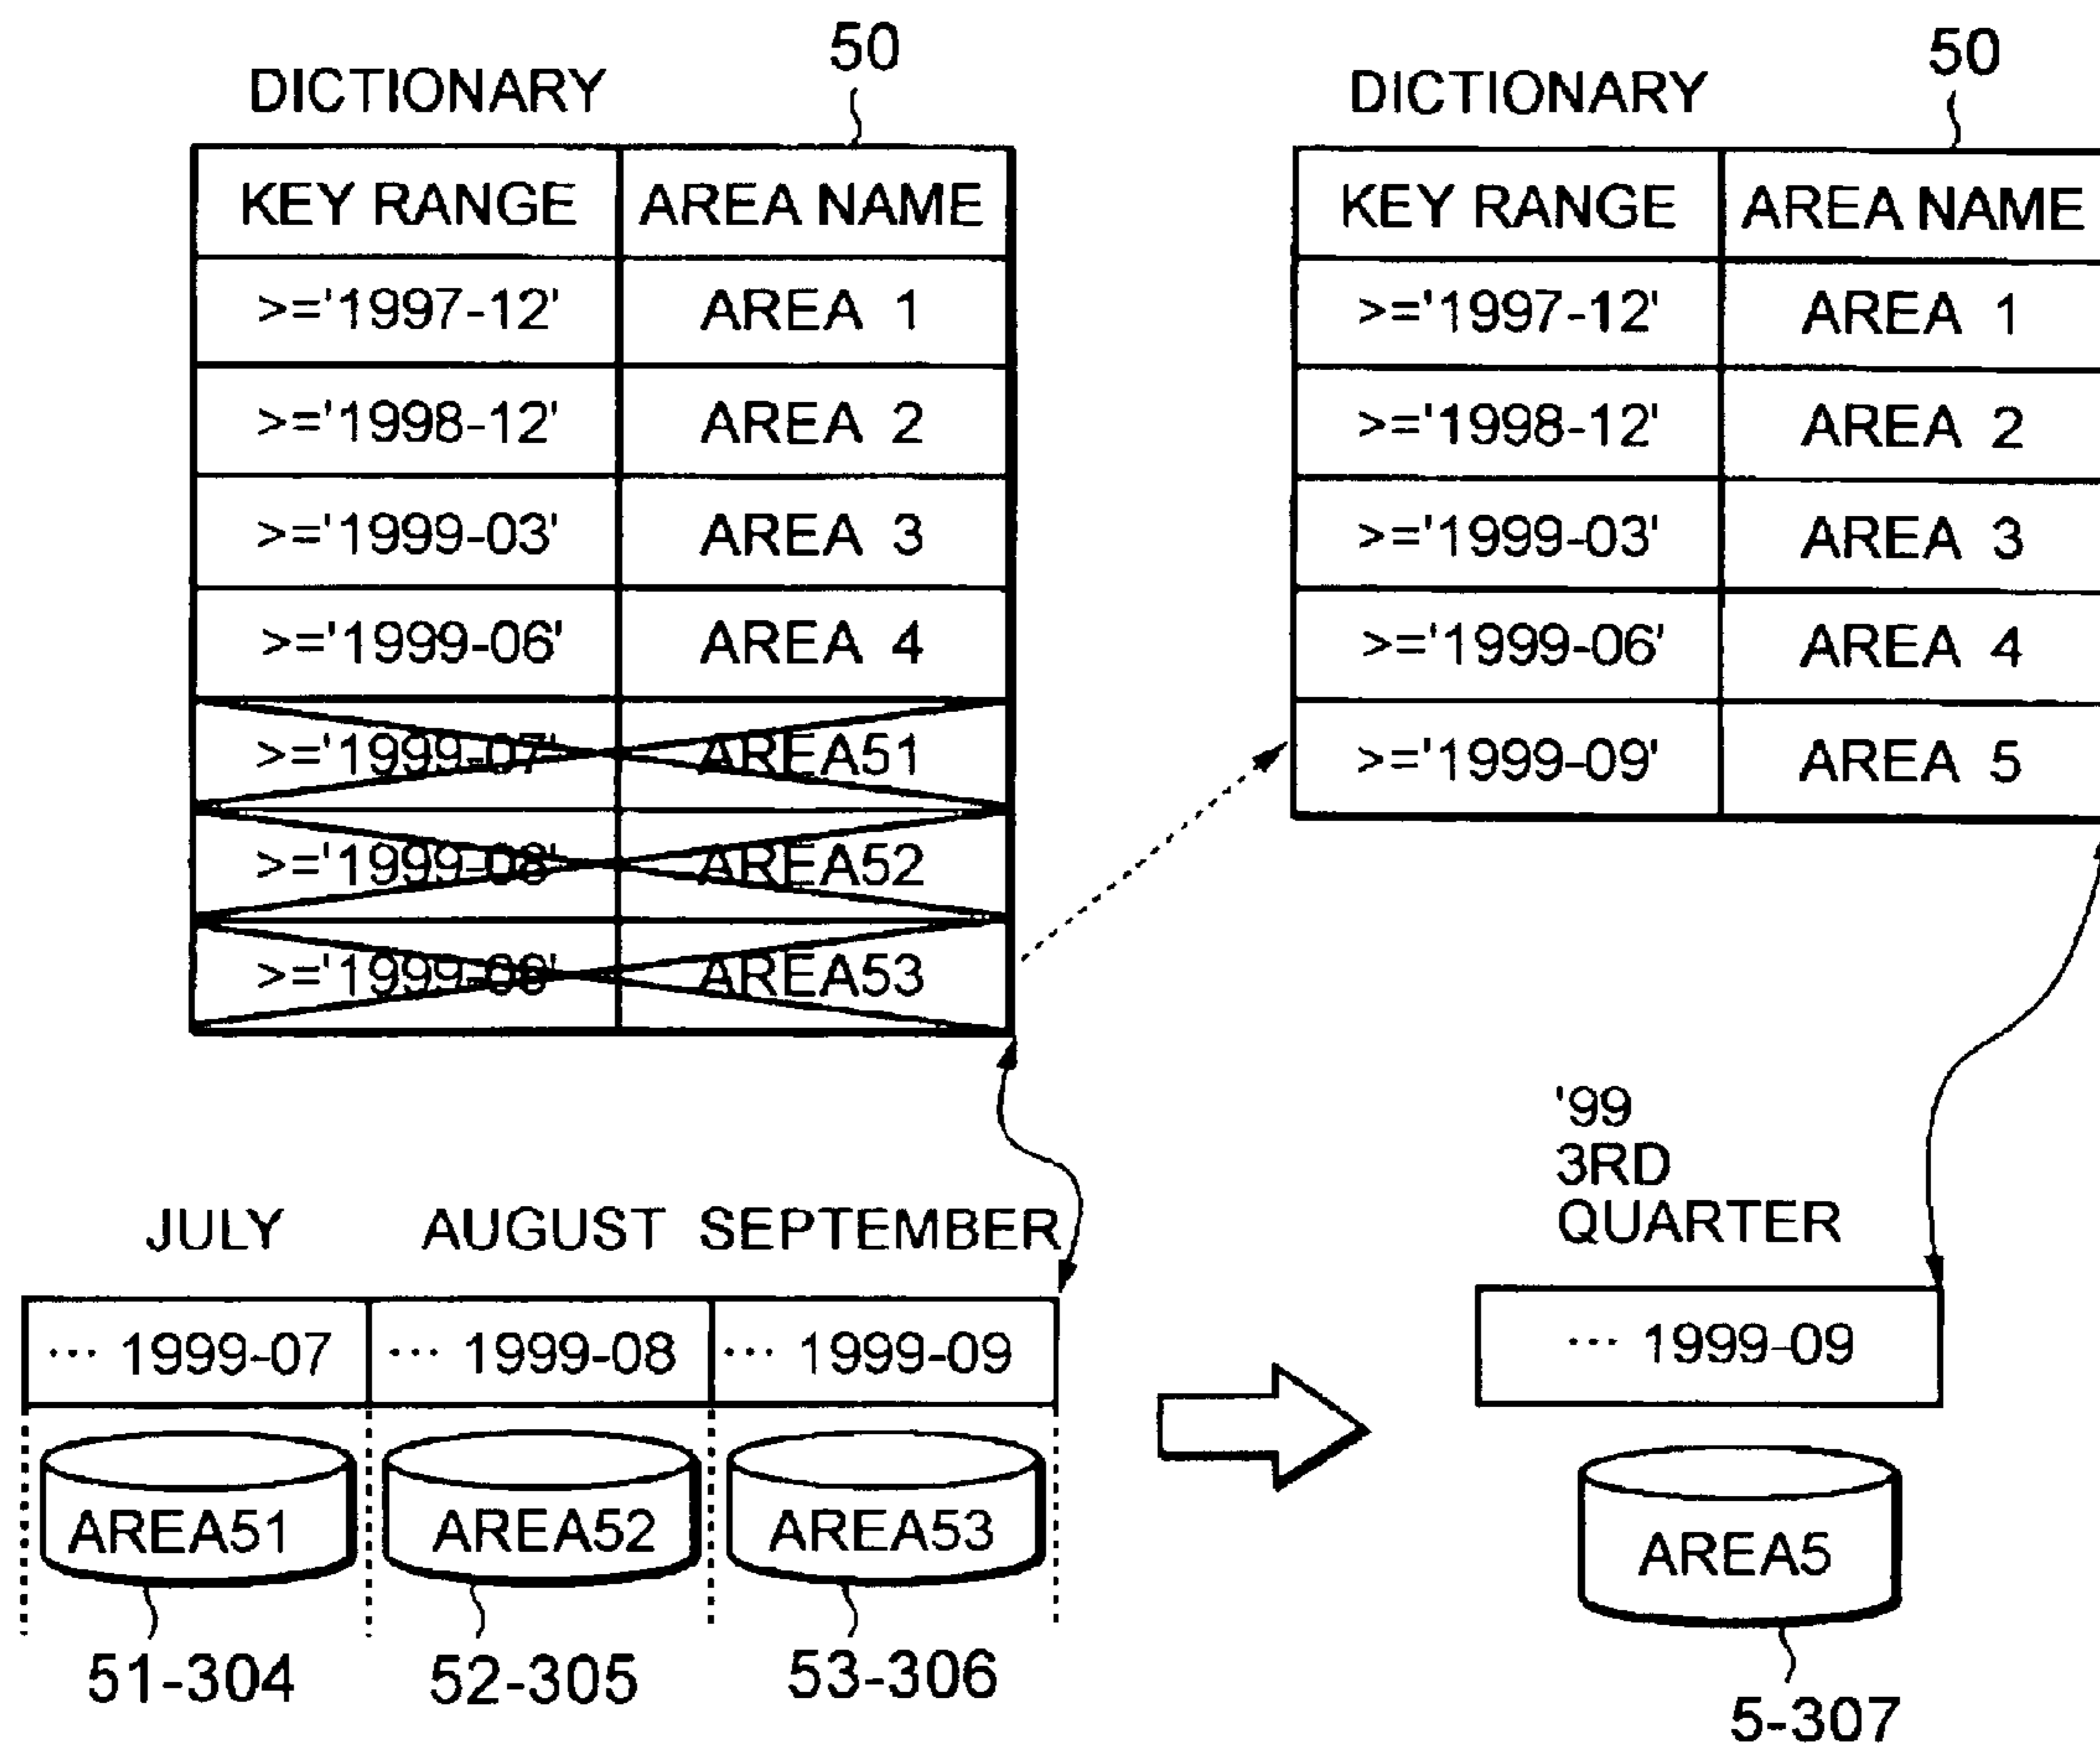 50
DICTIONARY
KEY RANGE AREA NAME
>='1997-12' AREA 1
>='1998-12' AREA 2
>='1999-03' AREA 3
>='1999-06' AREA 4
>='1999-07' AREA51
>='1999-08' AREA52
>='1999-09' AREA53
50
DICTIONARY
KEY RANGE AREA NAME
>='1997-12' AREA 1
>='1998-12' AREA 2
>='1999-03' AREA 3
>='1999-06' AREA 4
>='1999-09' AREA 5
JULY AUGUST SEPTEMBER
... 1999-07 ... 1999-08 ... 1999-09
AREA51 AREA52 AREA53
51-304 52-305 53-306
'99
3RD
QUARTER
... 1999-09
AREA5
5-307